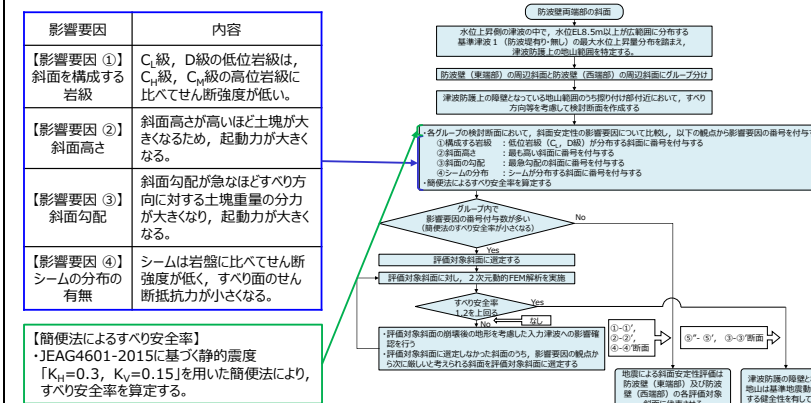 影響要因 内容
【影響要因 ①】
斜面を構成する
岩級
CL級，D級の低位岩級は，
CH級，CM級の高位岩級に
比べてせん断強度が低い。
【影響要因 ②】
斜面高さ
斜面高さが高いほど土塊が大
きくなるため，起動力が大きく
なる。
【影響要因 ③】
斜面勾配
斜面勾配が急なほどすべり方
向に対する土塊重量の分力
が大きくなり，起動力が大きく
なる。
【影響要因 ④】
シームの分布の
有無
シームは岩盤に比べてせん断
強度が低く，すべり面のせん
断抵抗力が小さくなる。
【簡便法によるすべり安全率】
・JEAG4601-2015に基づく静的震度
「KH=0.3，KV=0.15」を用いた簡便法により，
すべり安全率を算定する。
防波壁両端部の斜面
水位上昇側の津波の中で，水位EL8.5m以上が広範囲に分布する
基準津波１（防波堤有り・無し）の最大水位上昇量分布を踏まえ，
津波防護上の地山範囲を特定する。
防波壁（東端部）の周辺斜面と防波壁（西端部）の周辺斜面にグループ分け
津波防護上の障壁となっている地山範囲のうち擦り付け部付近において，すべり
方向等を考慮して検討断面を作成する
・各グループの検討断面において，斜面安定性の影響要因について比較し，以下の観点から影響要因の番号を付与す
①構成する岩級 ：低位岩級（CL，D級）が分布する斜面に番号を付与する
②斜面高さ ：最も高い斜面に番号を付与する
③斜面の勾配 ：最急勾配の斜面に番号を付与する
④シームの分布 ：シームが分布する斜面に番号を付与する
・簡便法によるすべり安全率を算定する
グループ内で
影響要因の番号付与数が多い
（簡便法のすべり安全率が小さくなる）
No
Yes
評価対象斜面に選定する
評価対象斜面に対し，２次元動的FEM解析を実施
すべり安全率
1.2を上回る
Yes
No
なし
・評価対象斜面の崩壊後の地形を考慮した入力津波への影響確
認を行う
・評価対象斜面に選定しなかった斜面のうち，影響要因の観点か
ら次に厳しいと考えられる斜面を評価対象斜面に選定する
①-①’,
②-②’,
④-④’断面
⑤”- ⑤’, ③-③’断面
地震による斜面安定性評価は
防波壁（東端部）及び防波
壁（西端部）の各評価対象
斜面に代表させる
津波防護の障壁と
地山は基準地震動
する健全性を有して